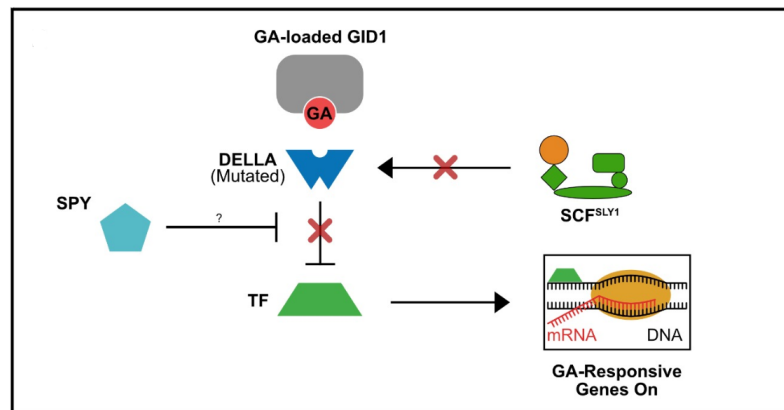 GA-loaded GID1
GA
DELLA
(Mutated)
SPY
?
SCF^SLY1
TF
mRNA
DNA
GA-Responsive
Genes On